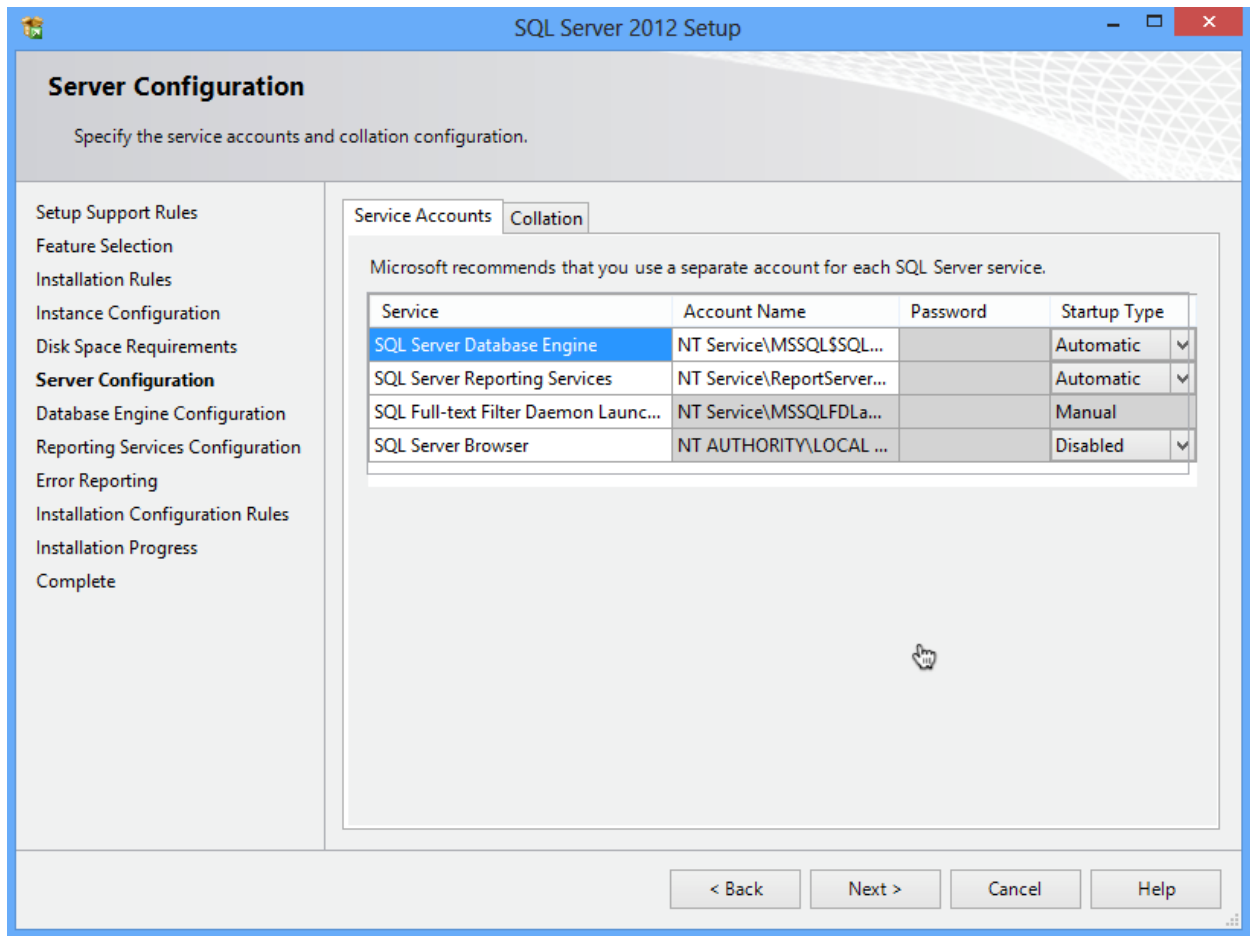 SQL Server 2012 Setup
Server Configuration
Specify the service accounts and collation configuration.
Setup Support Rules
Feature Selection
Installation Rules
Instance Configuration
Disk Space Requirements
Server Configuration
Database Engine Configuration
Reporting Services Configuration
Error Reporting
Installation Configuration Rules
Installation Progress
Complete
Service Accounts Collation
Microsoft recommends that you use a separate account for each SQL Server service.
Service Account Name Password Startup Type
SQL Server Database Engine NT Service\MSSQL$SQL... Automatic
SQL Server Reporting Services NT Service\ReportServer... Automatic
SQL Full-text Filter Daemon Launc... NT Service\MSSQLFDLa... Manual
SQL Server Browser NT AUTHORITY\LOCAL ... Disabled
< Back Next > Cancel Help